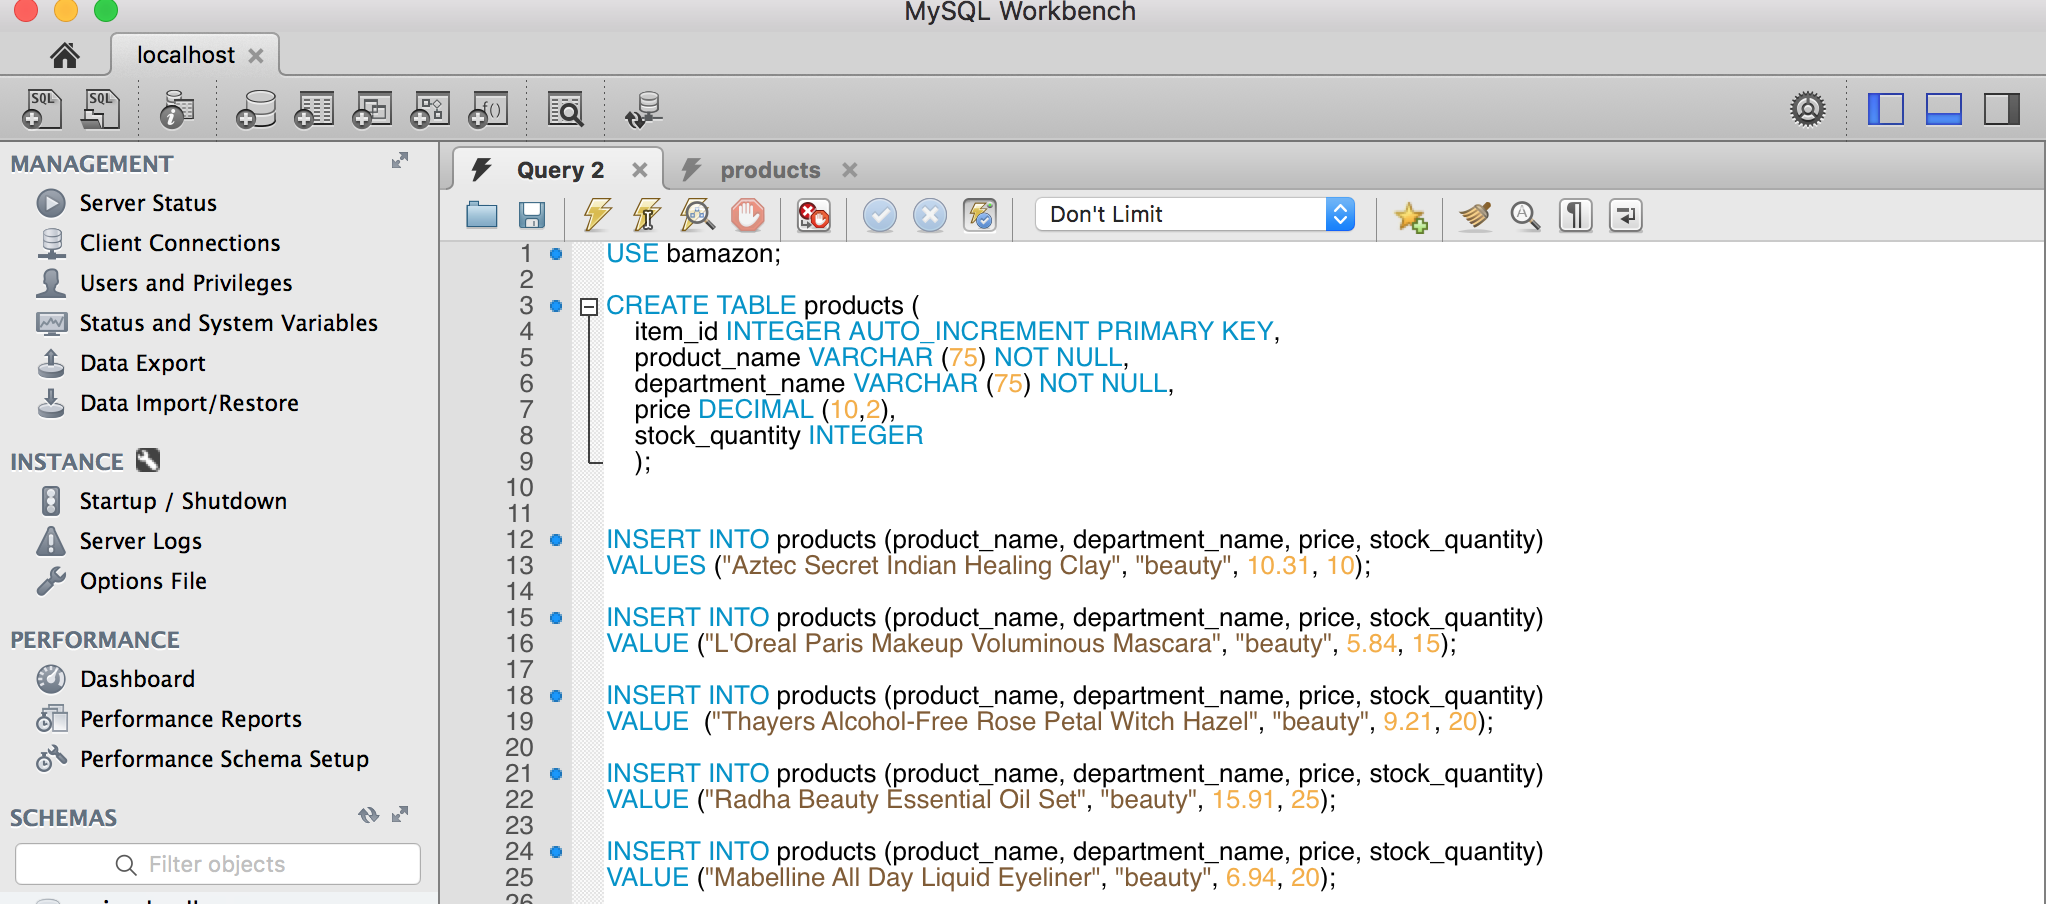 MySQL Workbench
localhost
SQL SQL i f()
MANAGEMENT
Server Status
Client Connections
Users and Privileges
Status and System Variables
Data Export
Data Import/Restore
INSTANCE
Startup / Shutdown
Server Logs
Options File
PERFORMANCE
Dashboard
Performance Reports
Performance Schema Setup
SCHEMAS
Filter objects
Query 2 products
Don't Limit
1 USE bamazon;
2
3 CREATE TABLE products (
4 item_id INTEGER AUTO_INCREMENT PRIMARY KEY,
5 product_name VARCHAR (75) NOT NULL,
6 department_name VARCHAR (75) NOT NULL,
7 price DECIMAL (10,2),
8 stock_quantity INTEGER
9 );
10
11
12 INSERT INTO products (product_name, department_name, price, stock_quantity)
13 VALUES ("Aztec Secret Indian Healing Clay", "beauty", 10.31, 10);
14
15 INSERT INTO products (product_name, department_name, price, stock_quantity)
16 VALUE ("L'Oreal Paris Makeup Voluminous Mascara", "beauty", 5.84, 15);
17
18 INSERT INTO products (product_name, department_name, price, stock_quantity)
19 VALUE  ("Thayers Alcohol-Free Rose Petal Witch Hazel", "beauty", 9.21, 20);
20
21 INSERT INTO products (product_name, department_name, price, stock_quantity)
22 VALUE ("Radha Beauty Essential Oil Set", "beauty", 15.91, 25);
23
24 INSERT INTO products (product_name, department_name, price, stock_quantity)
25 VALUE ("Mabelline All Day Liquid Eyeliner", "beauty", 6.94, 20);
26